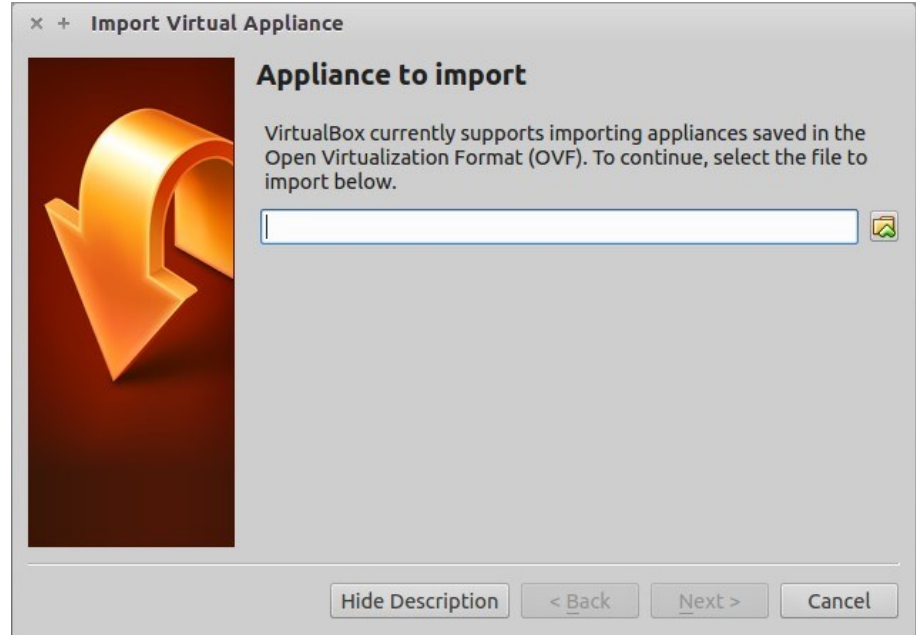 × + Import Virtual Appliance
Appliance to import
VirtualBox currently supports importing appliances saved in the
Open Virtualization Format (OVF). To continue, select the file to
import below.
Hide Description < Back Next > Cancel